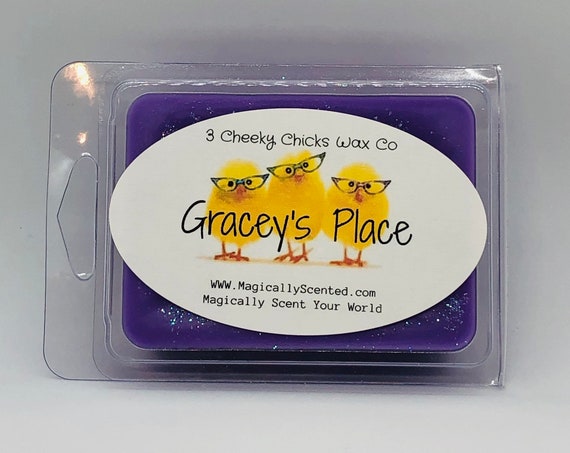 3 Cheeky Chicks Wax Co
Gracey's Place
WWW.MagicallyScented.com
Magically Scent Your World